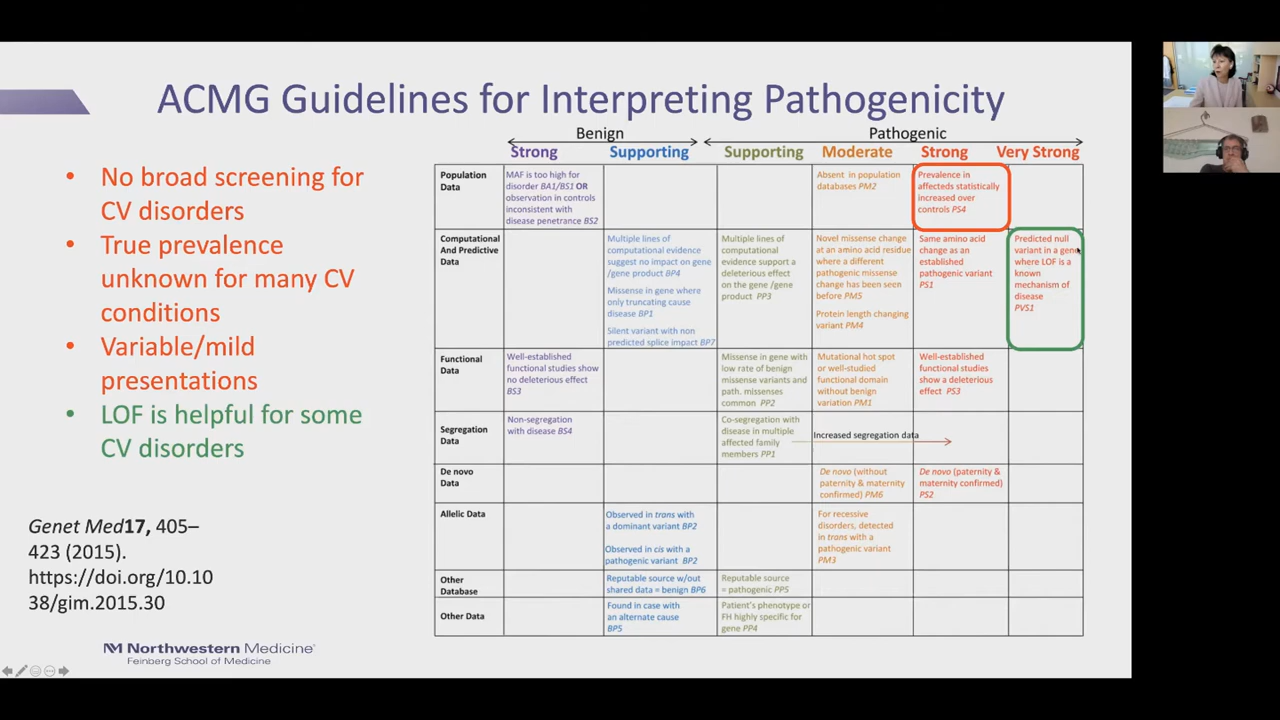 ACMG Guidelines for Interpreting Pathogenicity
• No broad screening for
CV disorders
• True prevalence
unknown for many CV
conditions
• Variable/mild
presentations
• LOF is helpful for some
CV disorders
Genet Med17, 405–
423 (2015).
https://doi.org/10.10
38/gim.2015.30
Northwestern Medicine®
Feinberg School of Medicine
Benign
Pathogenic
Strong
Supporting
Supporting
Moderate
Strong
Very Strong
Population
Data
MAF is too high for
disorder BA1/BS1 OR
observation in controls
inconsistent with
disease penetrance BS2
Absent in population
databases PM2
Prevalence in
affecteds statistically
increased over
controls PS4
Computational
And Predictive
Data
Multiple lines of
computational evidence
suggest no impact on gene
/gene product BP4
Missense in gene where
only truncating cause
disease BP1
Silent variant with non
predicted splice impact BP7
Multiple lines of
computational
evidence support a
deleterious effect
on the gene /gene
product PP3
Novel missense change
at an amino acid residue
where a different
pathogenic missense
change has been seen
before PM5
Protein length changing
variant PM4
Same amino acid
change as an
established
pathogenic variant
PS1
Predicted null
variant in a gene
where LOF is a
known
mechanism of
disease
PVS1
Functional
Data
Well-established
functional studies show
no deleterious effect
BS3
Missense in gene with
low rate of benign
missense variants and
path. missenses
common PP2
Mutational hot spot
or well-studied
functional domain
without benign
variation PM1
Well-established
functional studies
show a deleterious
effect PS3
Segregation
Data
Non-segregation
with disease BS4
Co-segregation with
disease in multiple
affected family
members PP1
Increased segregation data
De novo
Data
De novo (without
paternity & maternity
confirmed) PM6
De novo (paternity &
maternity confirmed)
PS2
Allelic Data
Observed in trans with
a dominant variant BP2
Observed in cis with a
pathogenic variant BP2
For recessive
disorders, detected
in trans with a
pathogenic variant
PM3
Other
Database
Reputable source w/out
shared data = benign BP6
Reputable source
= pathogenic PP5
Other Data
Found in case with
an alternate cause
BP5
Patient's phenotype or
FH highly specific for
gene PP4